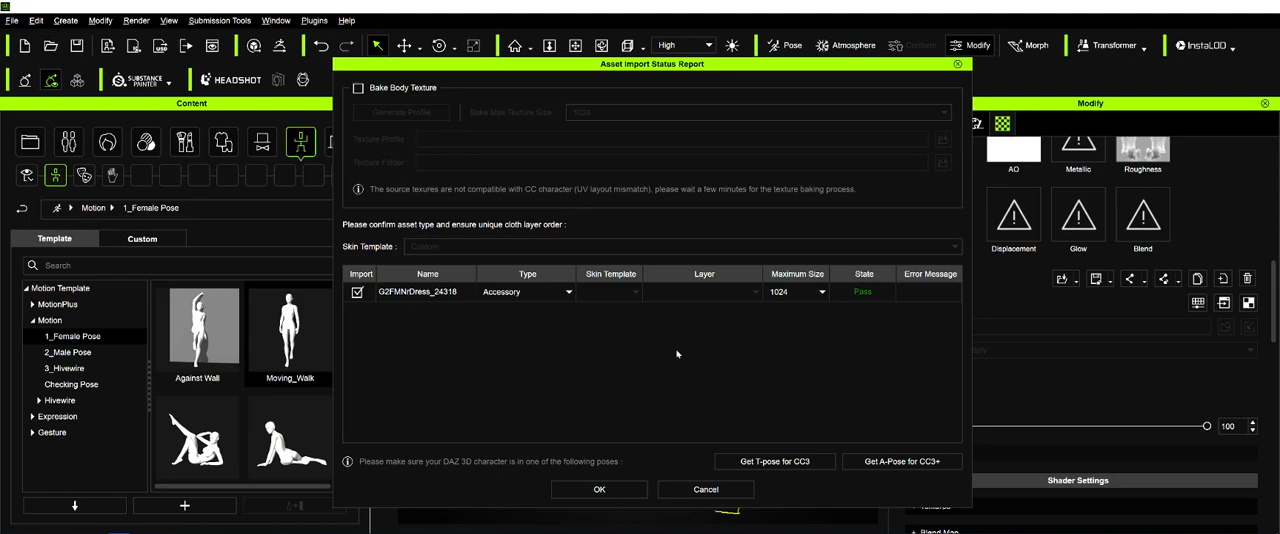 File Edit Create Modify Render View Submission Tools Window Plugins Help
High Pose Atmosphere Conform Modify Morph Transformer InstaLOD
SUBSTANCE PAINTER HEADSHOT
Content
Asset Import Status Report
Modify
Bake Body Texture
Generate Profile Bake Max Texture Size 1024
Texture Profile
Texture Folder
The source texures are not compatible with CC character (UV layout mismatch), please wait a few minutes for the texture baking process.
Please confirm asset type and ensure unique cloth layer order :
Skin Template : Custom
Import Name Type Skin Template Layer Maximum Size State Error Message
G2FMNrDress_24318 Accessory 1024 Pass
Please make sure your DAZ 3D character is in one of the following poses :
Get T-pose for CC3 Get A-Pose for CC3+
OK Cancel
Motion 1_Female Pose
Template Custom
Search
Motion Template
MotionPlus
Motion
1_Female Pose
2_Male Pose
3_Hivewire
Checking Pose
Hivewire
Expression
Gesture
Against Wall Moving_Walk
AO Metallic Roughness
Displacement Glow Blend
100
Shader Settings